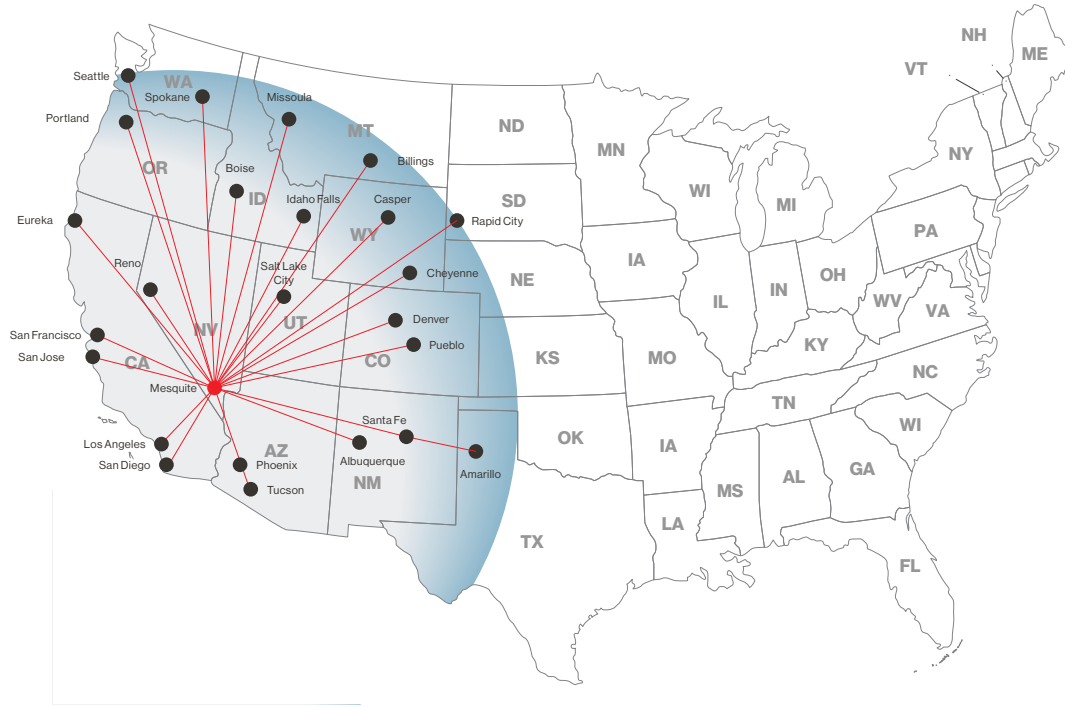 NH
ME
VT
Seattle
WA
Spokane
Missoula
Portland
MT
ND
MN
NY
Billings
OR
Boise
ID
Idaho Falls
Casper
SD
WI
MI
Eureka
WY
Rapid City
PA
Reno
Salt Lake
City
Cheyenne
NE
IA
OH
IL
IN
WV
VA
San Francisco
NV
UT
Denver
Pueblo
KY
San Jose
CA
CO
KS
MO
NC
Mesquite
TN
Santa Fe
WI
Los Angeles
AZ
OK
IA
San Diego
Phoenix
Albuquerque
Amarillo
GA
Tucson
NM
MS
AL
LA
TX
FL